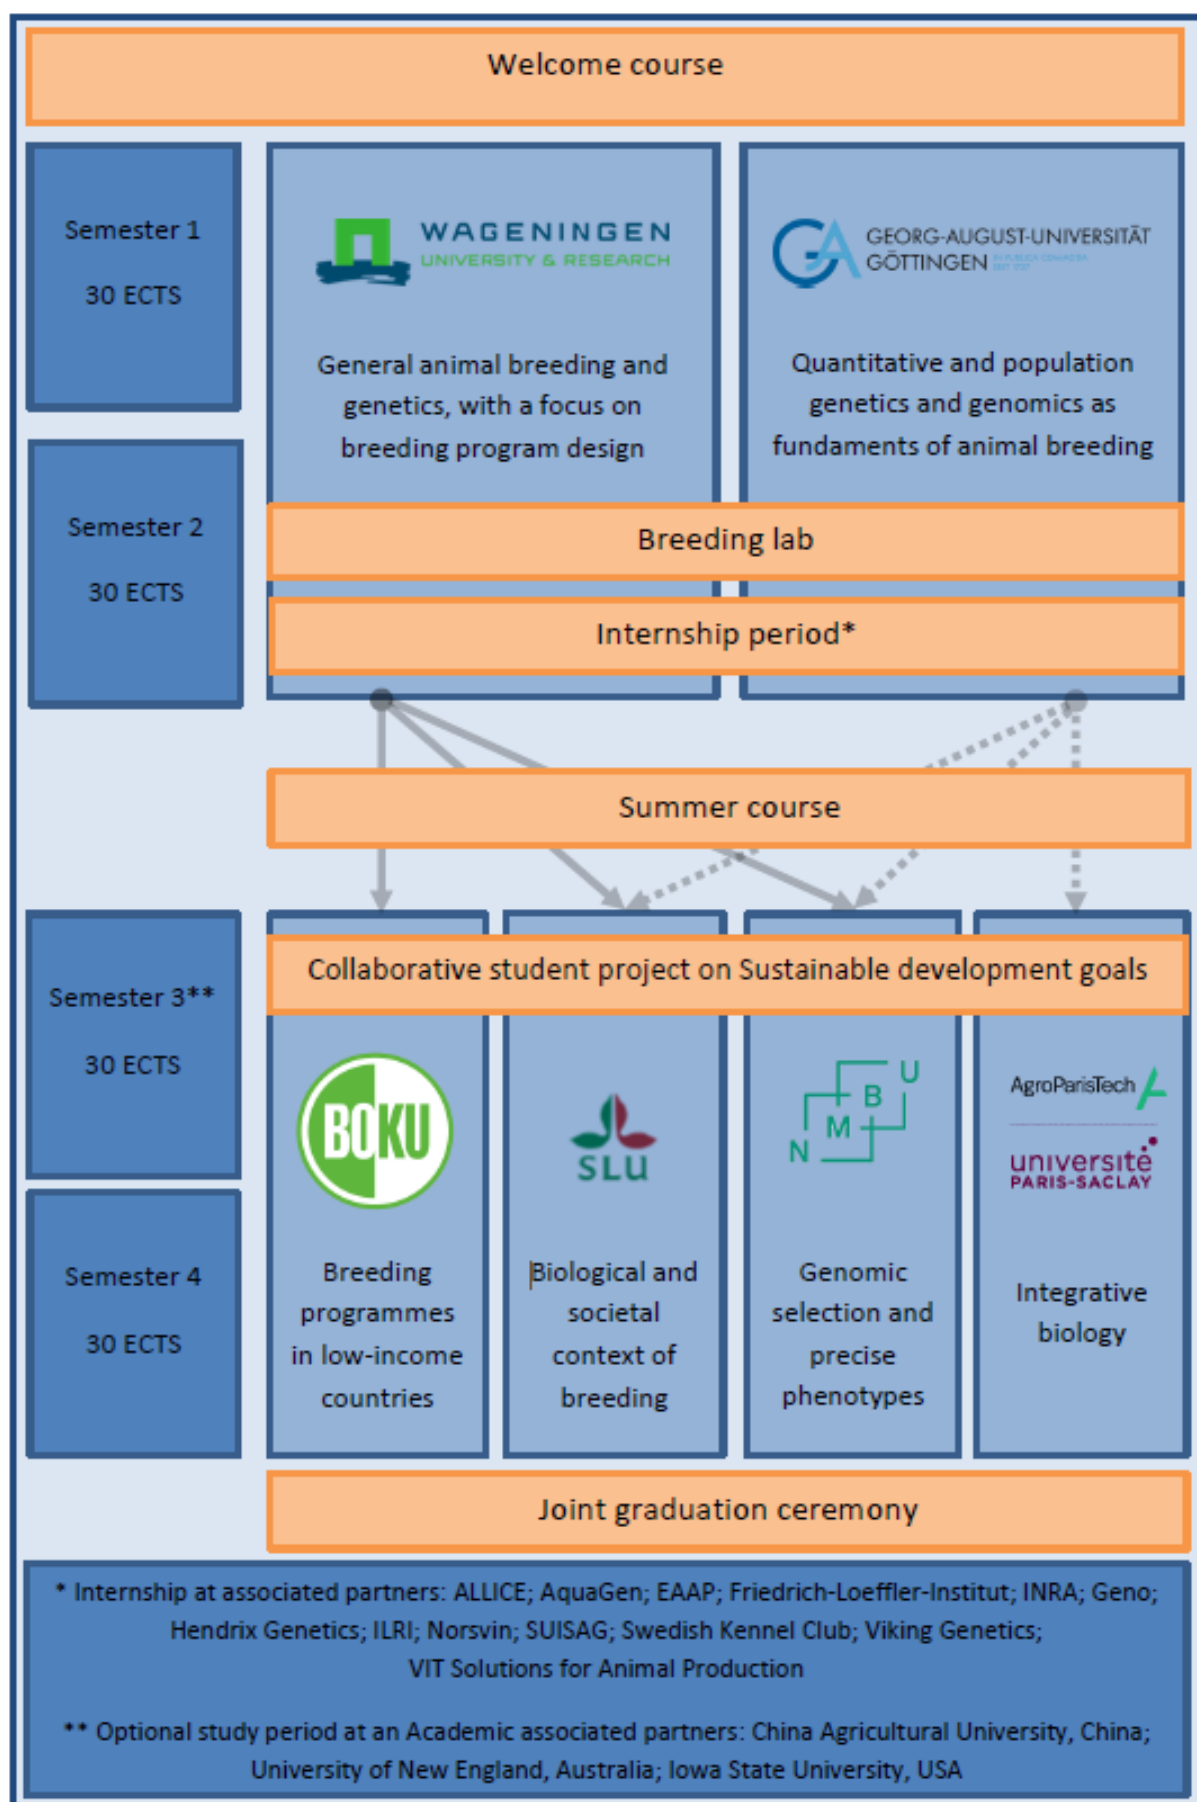 Welcome course
Semester 1
30 ECTS
WAGENINGEN
UNIVERSITY & RESEARCH
General animal breeding and
genetics, with a focus on
breeding program design
GA
GEORG-AUGUST-UNIVERSITÄT
GÖTTINGEN
IN PUBLICA COMMODA
SEIT 1737
Quantitative and population
genetics and genomics as
fundaments of animal breeding
Semester 2
30 ECTS
Breeding lab
Internship period*
Summer course
Semester 3**
30 ECTS
Collaborative student project on Sustainable development goals
BOKU
SLU
NMBU
AgroParisTech
université
PARIS-SACLAY
Semester 4
30 ECTS
Breeding
programmes
in low-income
countries
Biological and
societal
context of
breeding
Genomic
selection and
precise
phenotypes
Integrative
biology
Joint graduation ceremony
* Internship at associated partners: ALLICE; AquaGen; EAAP; Friedrich-Loeffler-Institut; INRA; Geno;
Hendrix Genetics; ILRI; Norsvin; SUISAG; Swedish Kennel Club; Viking Genetics;
VIT Solutions for Animal Production
** Optional study period at an Academic associated partners: China Agricultural University, China;
University of New England, Australia; Iowa State University, USA